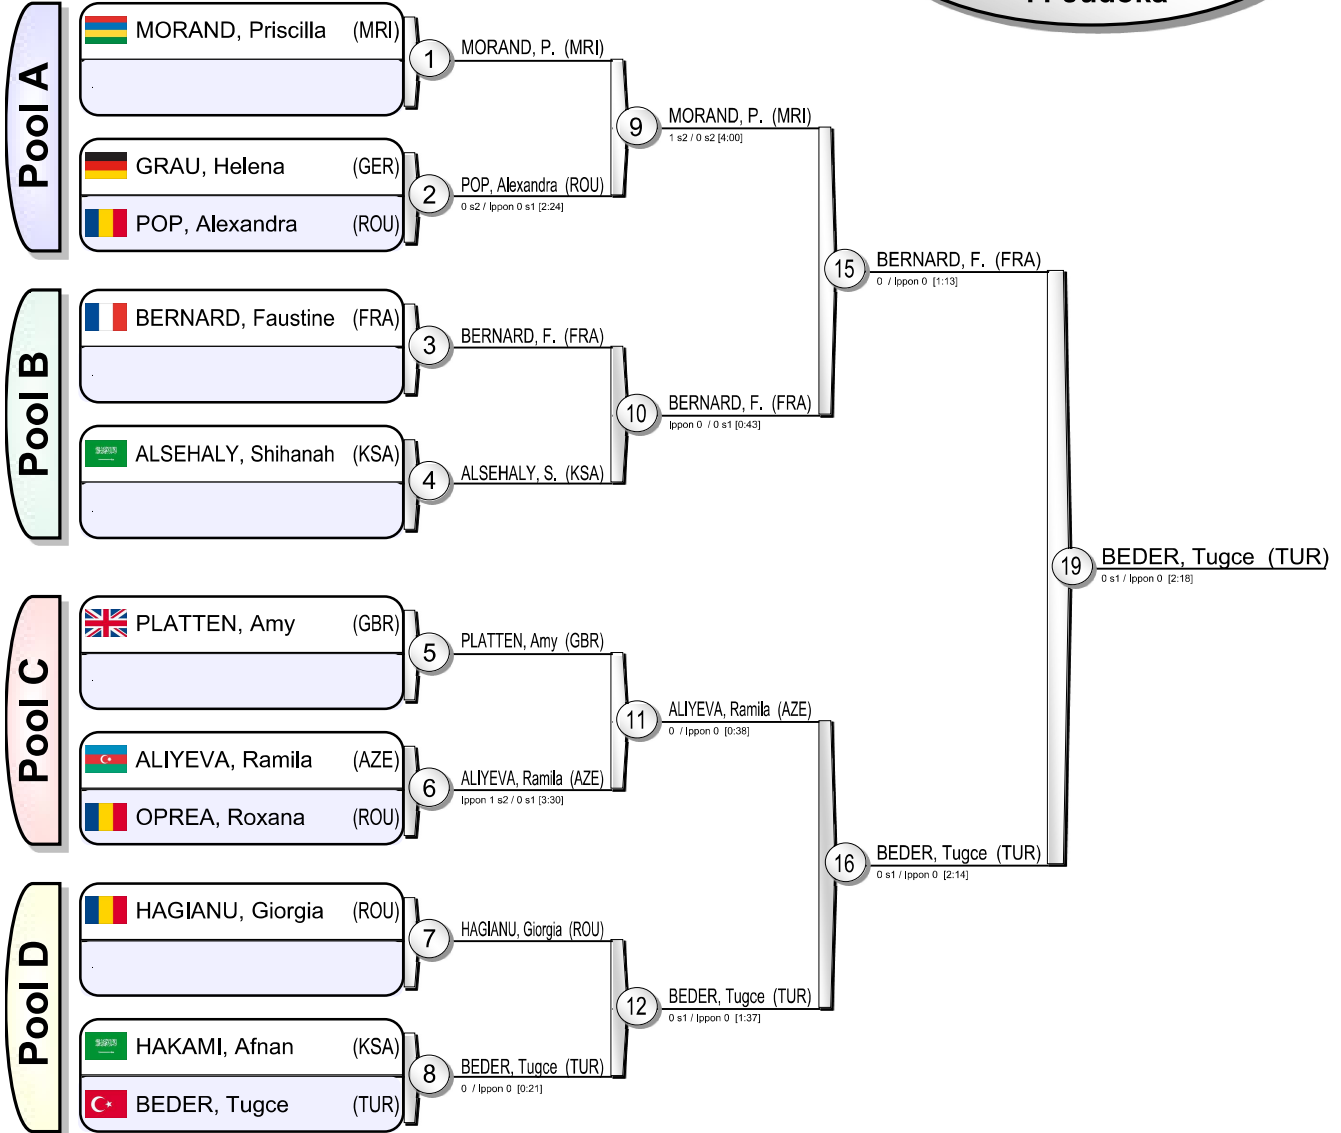 Pool A
MORAND, Priscilla (MRI)
.
1
MORAND, P. (MRI)
GRAU, Helena (GER)
POP, Alexandra (ROU)
2
POP, Alexandra (ROU)
0 s2 / Ippon 0 s1 [2:24]
9
MORAND, P. (MRI)
1 s2 / 0 s2 [4:00]
Pool B
BERNARD, Faustine (FRA)
.
3
BERNARD, F. (FRA)
ALSEHALY, Shihanah (KSA)
.
4
ALSEHALY, S. (KSA)
10
BERNARD, F. (FRA)
Ippon 0 / 0 s1 [0:43]
15
BERNARD, F. (FRA)
0 / Ippon 0 [1:13]
Pool C
PLATTEN, Amy (GBR)
.
5
PLATTEN, Amy (GBR)
ALIYEVA, Ramila (AZE)
OPREA, Roxana (ROU)
6
ALIYEVA, Ramila (AZE)
Ippon 1 s2 / 0 s1 [3:30]
11
ALIYEVA, Ramila (AZE)
0 / Ippon 0 [0:38]
Pool D
HAGIANU, Giorgia (ROU)
.
7
HAGIANU, Giorgia (ROU)
HAKAMI, Afnan (KSA)
BEDER, Tugce (TUR)
8
BEDER, Tugce (TUR)
0 / Ippon 0 [0:21]
12
BEDER, Tugce (TUR)
0 s1 / Ippon 0 [1:37]
16
BEDER, Tugce (TUR)
0 s1 / Ippon 0 [2:14]
19
BEDER, Tugce (TUR)
0 s1 / Ippon 0 [2:18]